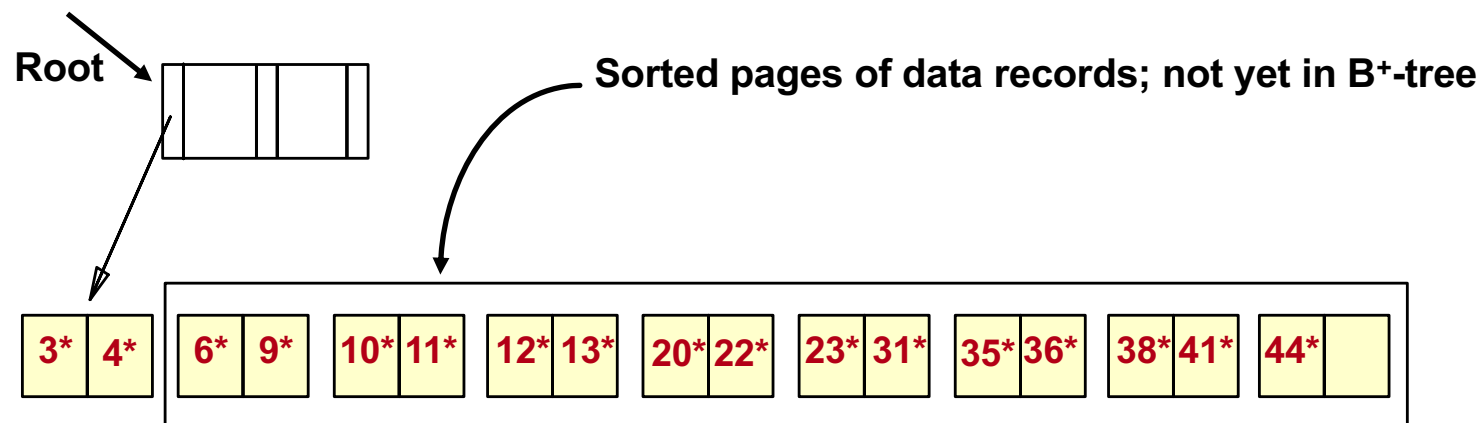 Root
Sorted pages of data records; not yet in B⁺-tree
3* 4* 6* 9* 10* 11* 12* 13* 20* 22* 23* 31* 35* 36* 38* 41* 44*